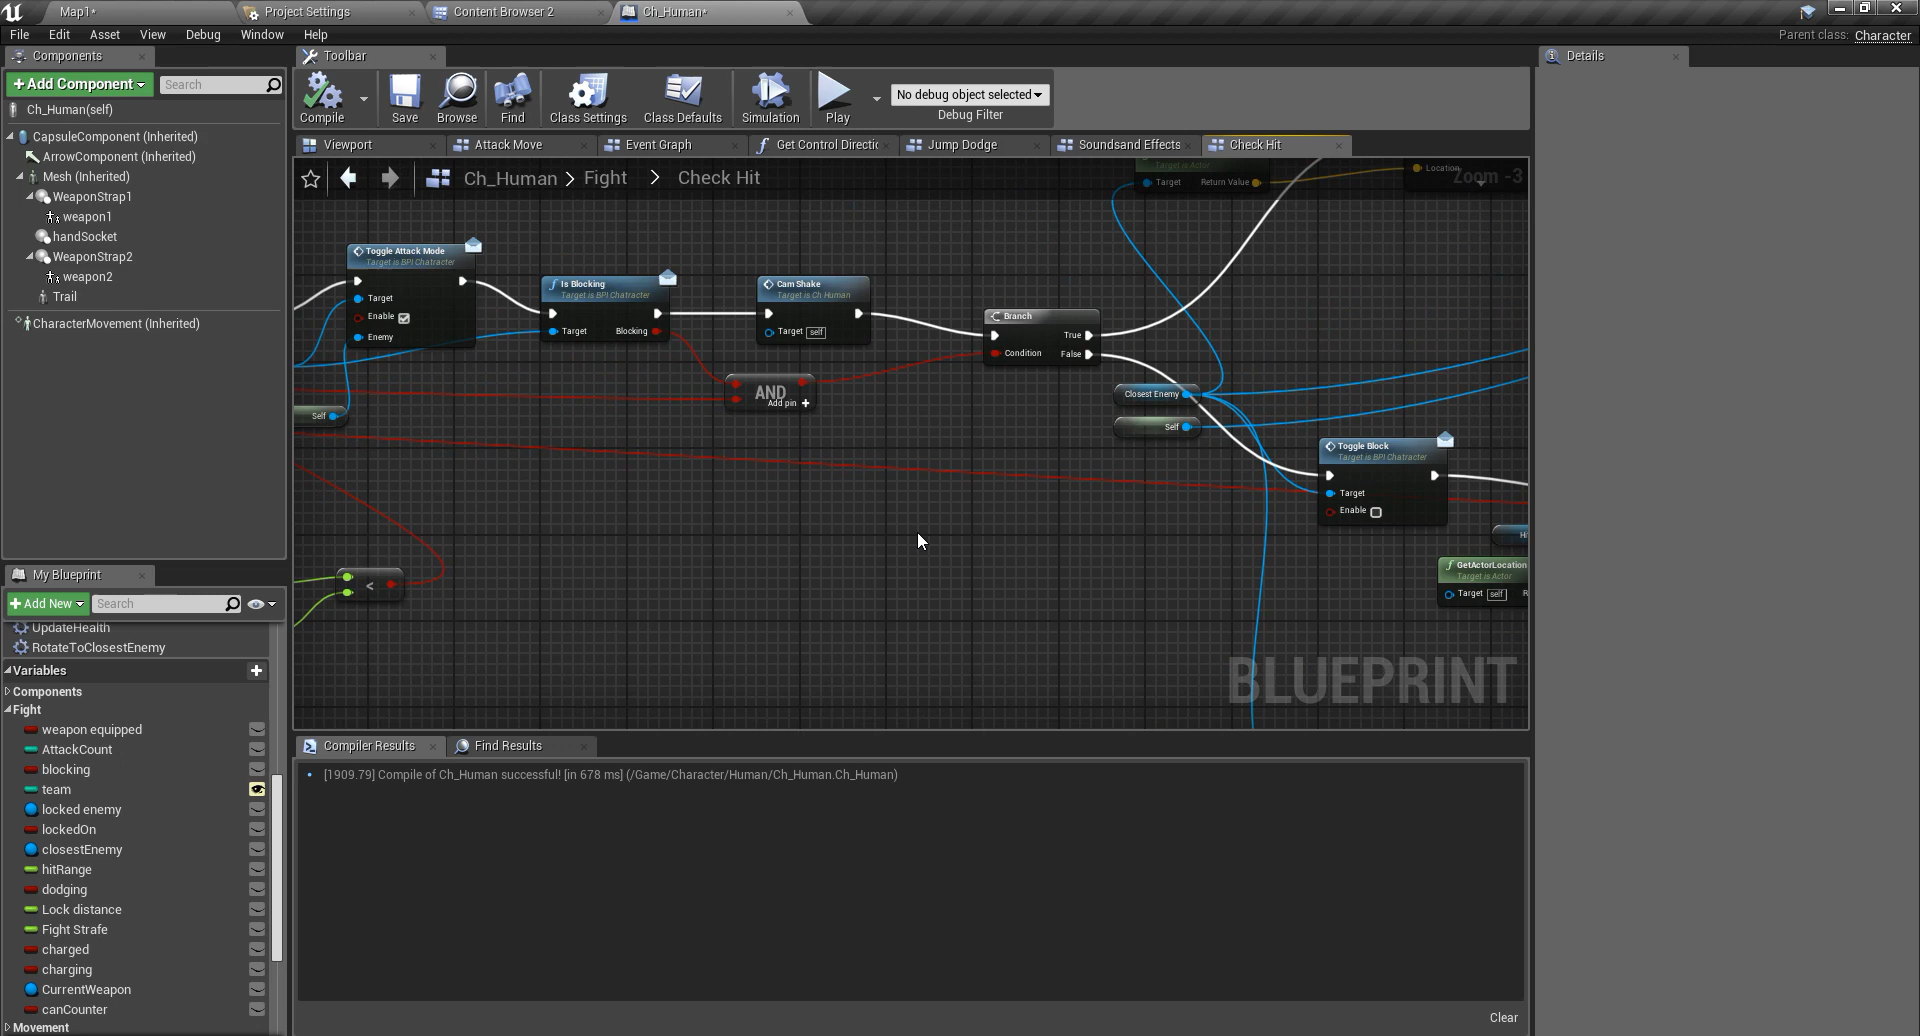 Map1*
Project Settings
Content Browser 2
Ch_Human*
File Edit Asset View Debug Window Help
Parent class: Character
Components
Toolbar
Details
Add Component
Search
Ch_Human(self)
CapsuleComponent (Inherited)
ArrowComponent (Inherited)
Mesh (Inherited)
WeaponStrap1
weapon1
handSocket
WeaponStrap2
weapon2
Trail
CharacterMovement (Inherited)
Compile
Save
Browse
Find
Class Settings
Class Defaults
Simulation
Play
No debug object selected
Debug Filter
Viewport
Attack Move
Event Graph
Get Control Directic
Jump Dodge
Soundsand Effects
Check Hit
Ch_Human > Fight > Check Hit
Zoom -3
Target is Actor
Target Return Value
Location
Toggle Attack Mode
Target is BPI Chatracter
Target
Enable
Enemy
Is Blocking
Target is BPI Chatracter
Target Blocking
Cam Shake
Target is Ch Human
Target self
Branch
True
Condition False
AND
Add pin +
Self
Closest Enemy
Self
Toggle Block
Target is BPI Chatracter
Target
Enable
<
GetActorLocation
Target is Actor
Target self
BLUEPRINT
My Blueprint
Add New
Search
UpdateHealth
RotateToClosestEnemy
Variables
Components
Fight
weapon equipped
AttackCount
blocking
team
locked enemy
lockedOn
closestEnemy
hitRange
dodging
Lock distance
Fight Strafe
charged
charging
CurrentWeapon
canCounter
Movement
Compiler Results
Find Results
[1909.79] Compile of Ch_Human successful! [in 678 ms] (/Game/Character/Human/Ch_Human.Ch_Human)
Clear